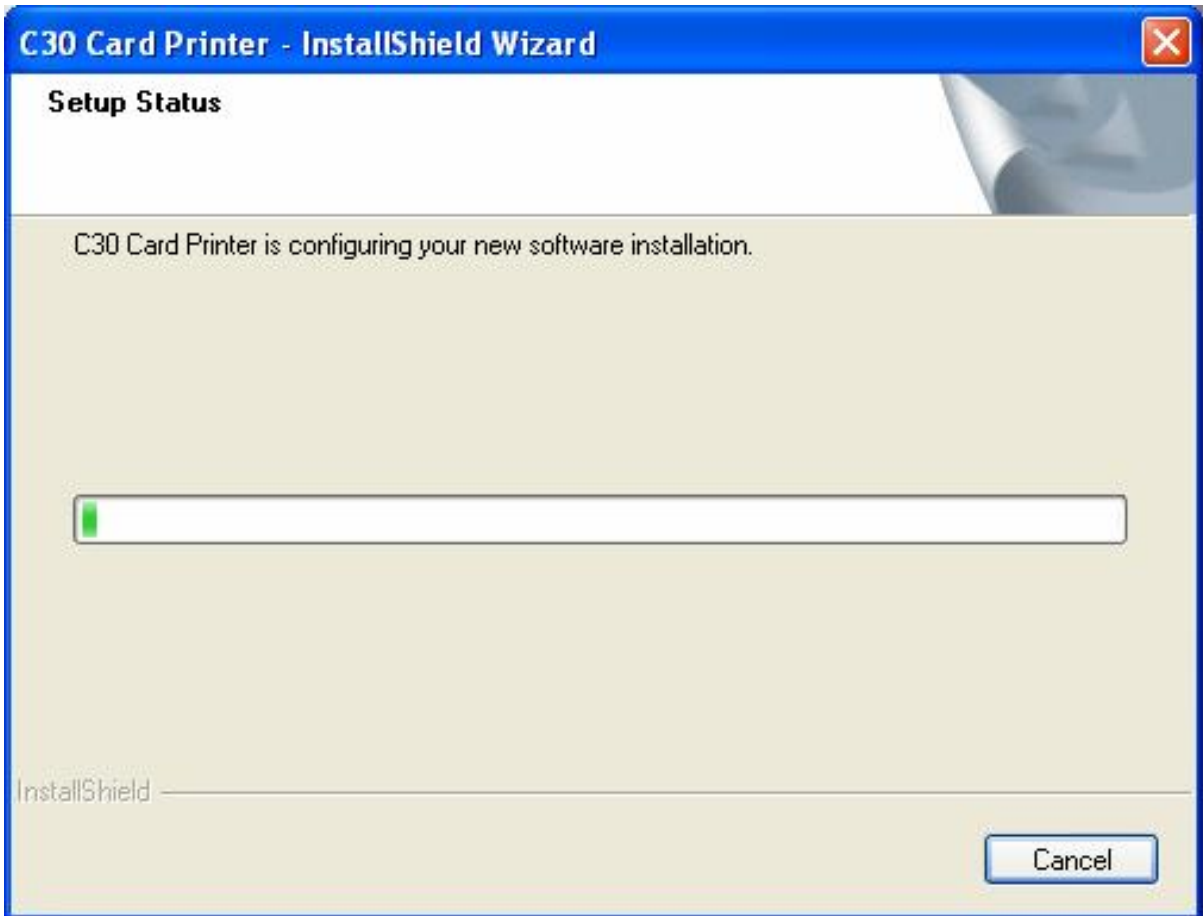 C30 Card Printer - InstallShield Wizard
Setup Status
C30 Card Printer is configuring your new software installation.
InstallShield
Cancel